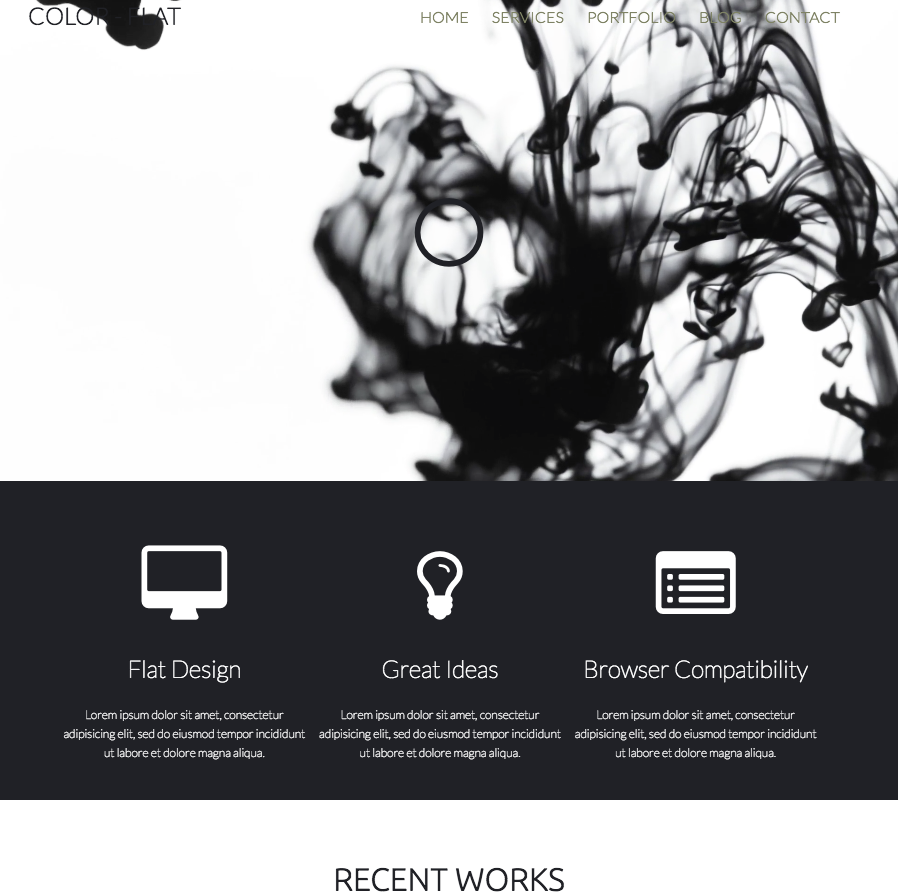 COLOR - FLAT
HOME SERVICES PORTFOLIO BLOG CONTACT
Flat Design
Lorem ipsum dolor sit amet, consectetur
adipisicing elit, sed do eiusmod tempor incididunt
ut labore et dolore magna aliqua.
Great Ideas
Lorem ipsum dolor sit amet, consectetur
adipisicing elit, sed do eiusmod tempor incididunt
ut labore et dolore magna aliqua.
Browser Compatibility
Lorem ipsum dolor sit amet, consectetur
adipisicing elit, sed do eiusmod tempor incididunt
ut labore et dolore magna aliqua.
RECENT WORKS